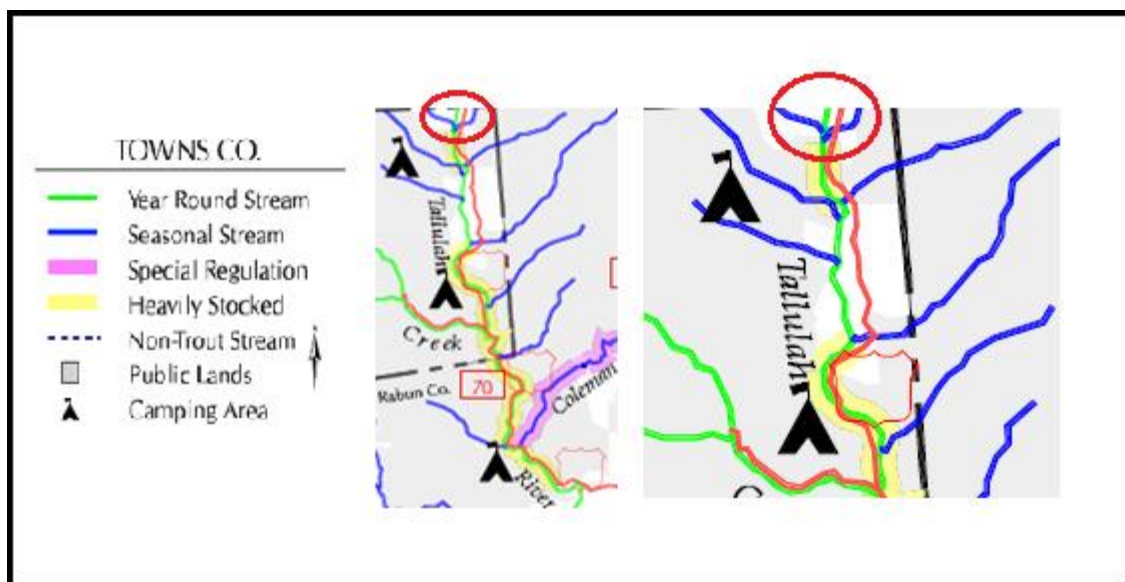 TOWNS CO.
Year Round Stream
Seasonal Stream
Special Regulation
Heavily Stocked
Non-Trout Stream
Public Lands
Camping Area
Tallulah
Creek
Rabun Co.
70
Coleman
River
Tallulah
C